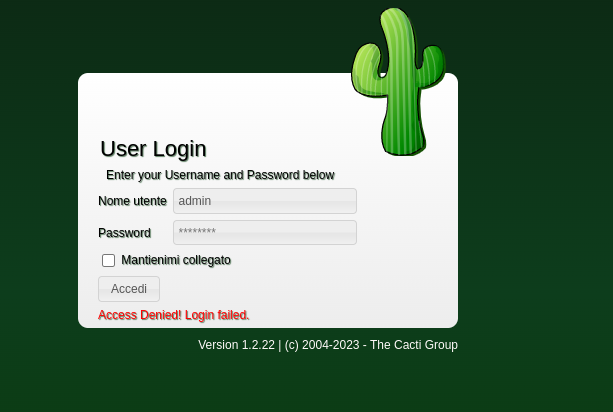 User Login
Enter your Username and Password below
Nome utente admin
Password ********
Mantienimi collegato
Accedi
Access Denied! Login failed.
Version 1.2.22 | (c) 2004-2023 - The Cacti Group